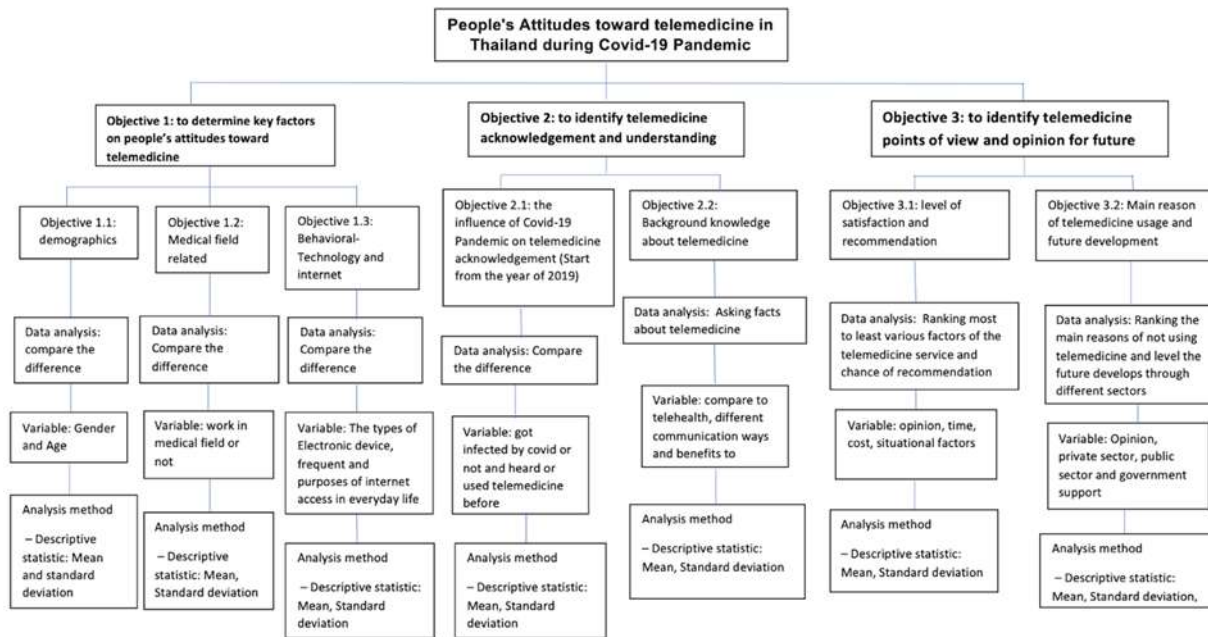 People's Attitudes toward telemedicine in
Thailand during Covid-19 Pandemic
Objective 1: to determine key factors
on people's attitudes toward
telemedicine
Objective 2: to identify telemedicine
acknowledgement and understanding
Objective 3: to identify telemedicine
points of view and opinion for future
Objective 1.1:
demographics
Objective 1.2:
Medical field
related
Objective 1.3:
Behavioral-
Technology and
internet
Objective 2.1: the
influence of Covid-19
Pandemic on telemedicine
acknowledgement (Start
from the year of 2019)
Objective 2.2:
Background knowledge
about telemedicine
Objective 3.1: level of
satisfaction and
recommendation
Objective 3.2: Main reason
of telemedicine usage and
future development
Data analysis:
compare the
difference
Data analysis:
Compare the
difference
Data analysis:
Compare the
difference
Data analysis: Compare
the difference
Data analysis: Asking facts
about telemedicine
Data analysis: Ranking most
to least various factors of the
telemedicine service and
chance of recommendation
Data analysis: Ranking the
main reasons of not using
telemedicine and level the
future develops through
different sectors
Variable: Gender
and Age
Variable: work in
medical field or
not
Variable: The types of
Electronic device,
frequent and
purposes of internet
access in everyday life
Variable: got
infected by covid or
not and heard or
used telemedicine
before
Variable: compare to
telehealth, different
communication ways
and benefits to
Variable: opinion, time,
cost, situational factors
Variable: Opinion,
private sector, public
sector and government
support
Analysis method
– Descriptive
statistic: Mean
and standard
deviation
Analysis method
– Descriptive
statistic: Mean,
Standard deviation
Analysis method
– Descriptive statistic:
Mean, Standard
deviation
Analysis method
– Descriptive statistic:
Mean, Standard
deviation
Analysis method
– Descriptive statistic:
Mean, Standard deviation
Analysis method
– Descriptive statistic:
Mean, Standard deviation
Analysis method
– Descriptive statistic:
Mean, Standard deviation,